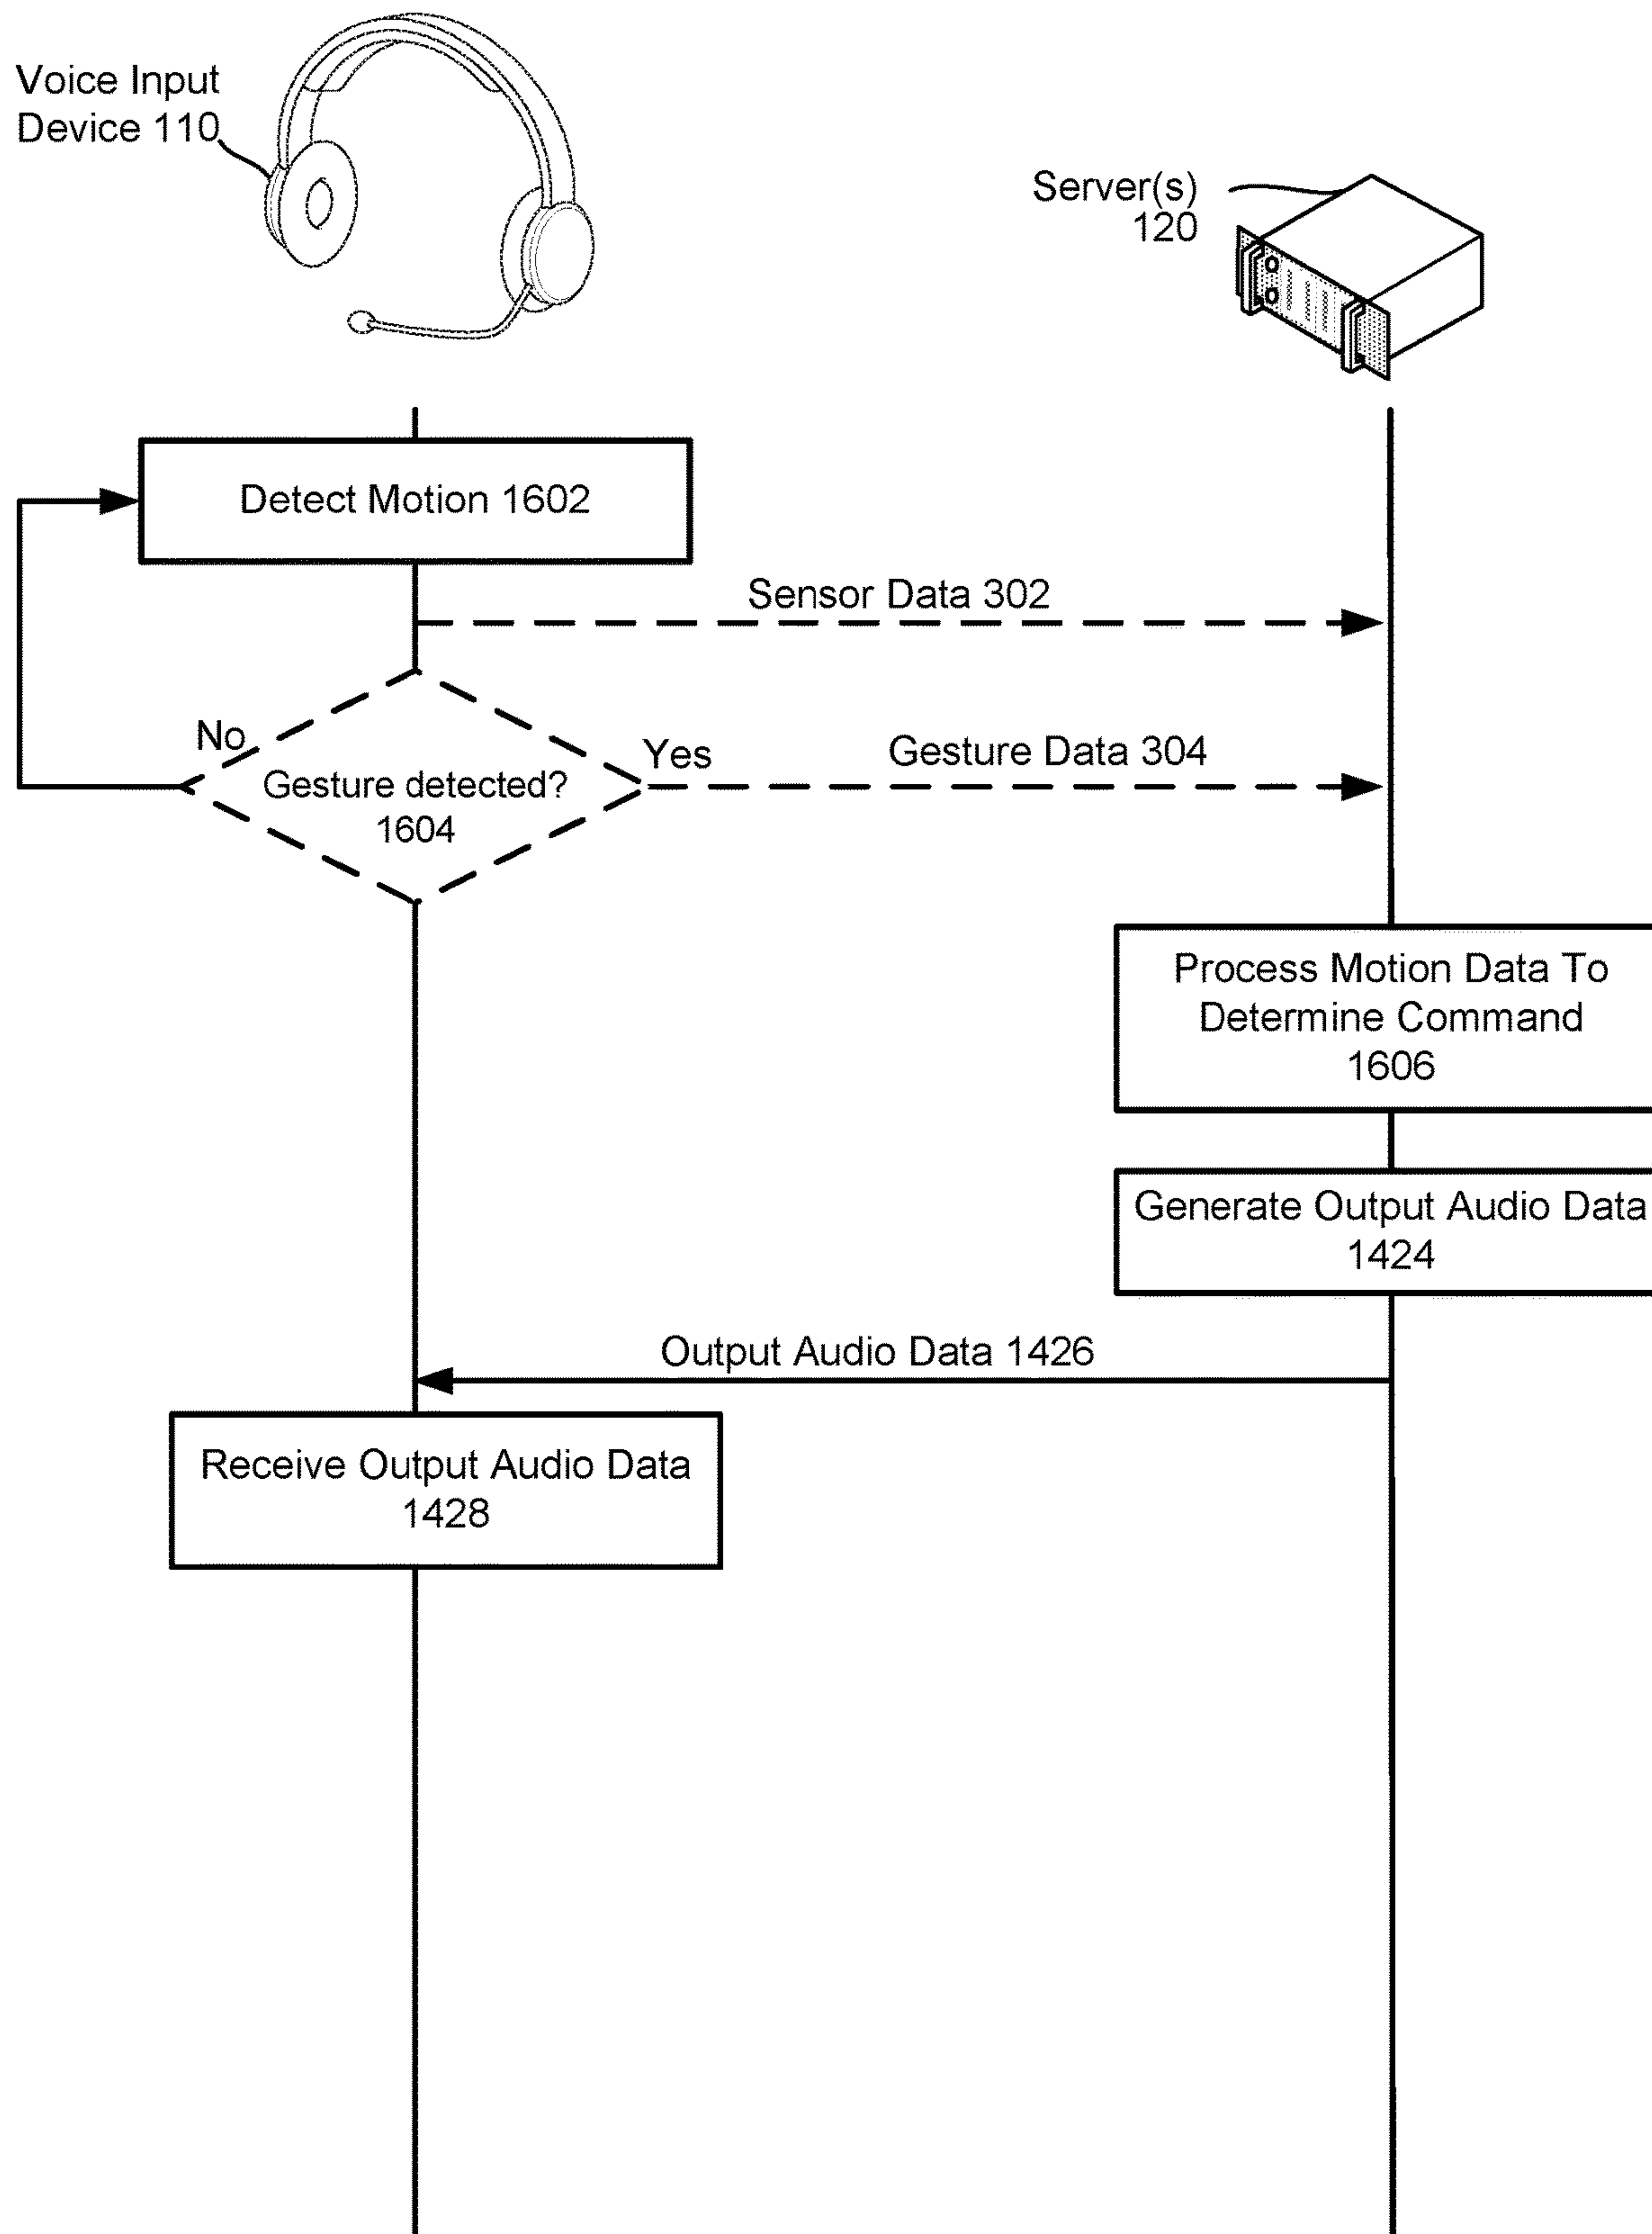 Voice Input
Device 110
Server(s)
120
Detect Motion 1602
Sensor Data 302
No
Yes
Gesture Data 304
Gesture detected?
1604
Process Motion Data To
Determine Command
1606
Generate Output Audio Data
1424
Output Audio Data 1426
Receive Output Audio Data
1428